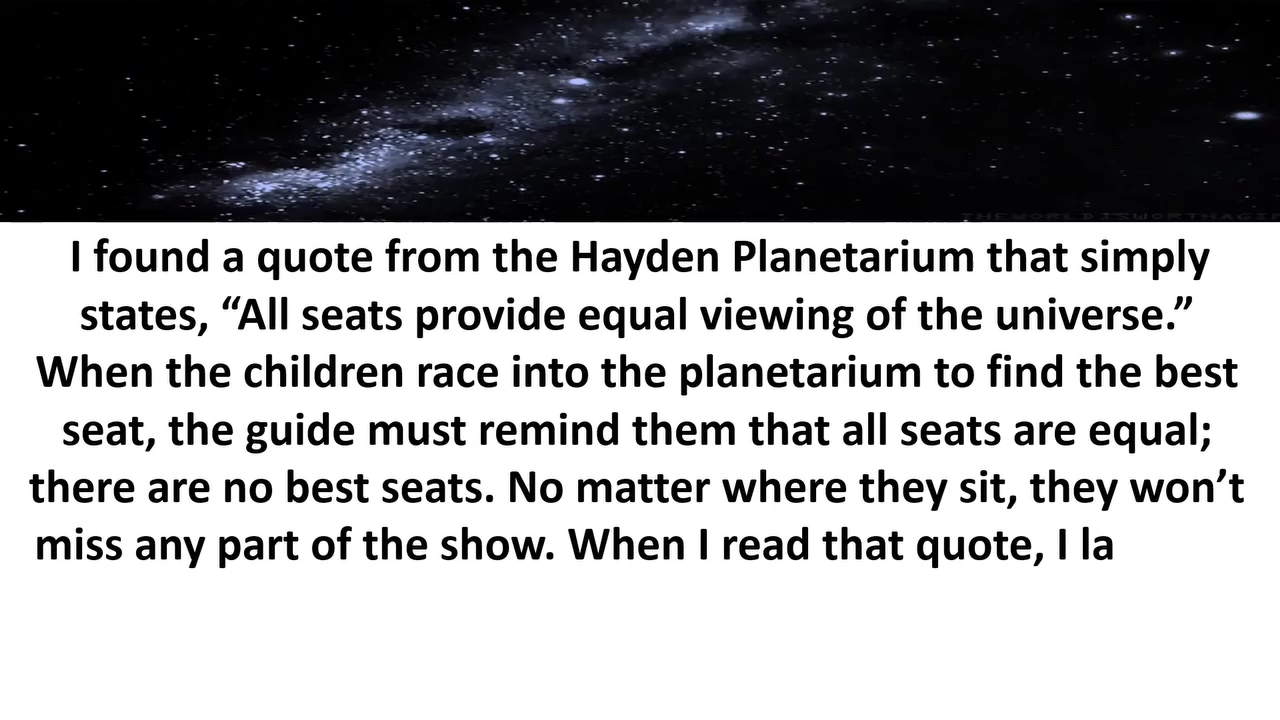 THEWORLDISWORTHAGIF
I found a quote from the Hayden Planetarium that simply
states, “All seats provide equal viewing of the universe.”
When the children race into the planetarium to find the best
seat, the guide must remind them that all seats are equal;
there are no best seats. No matter where they sit, they won’t
miss any part of the show. When I read that quote, I la